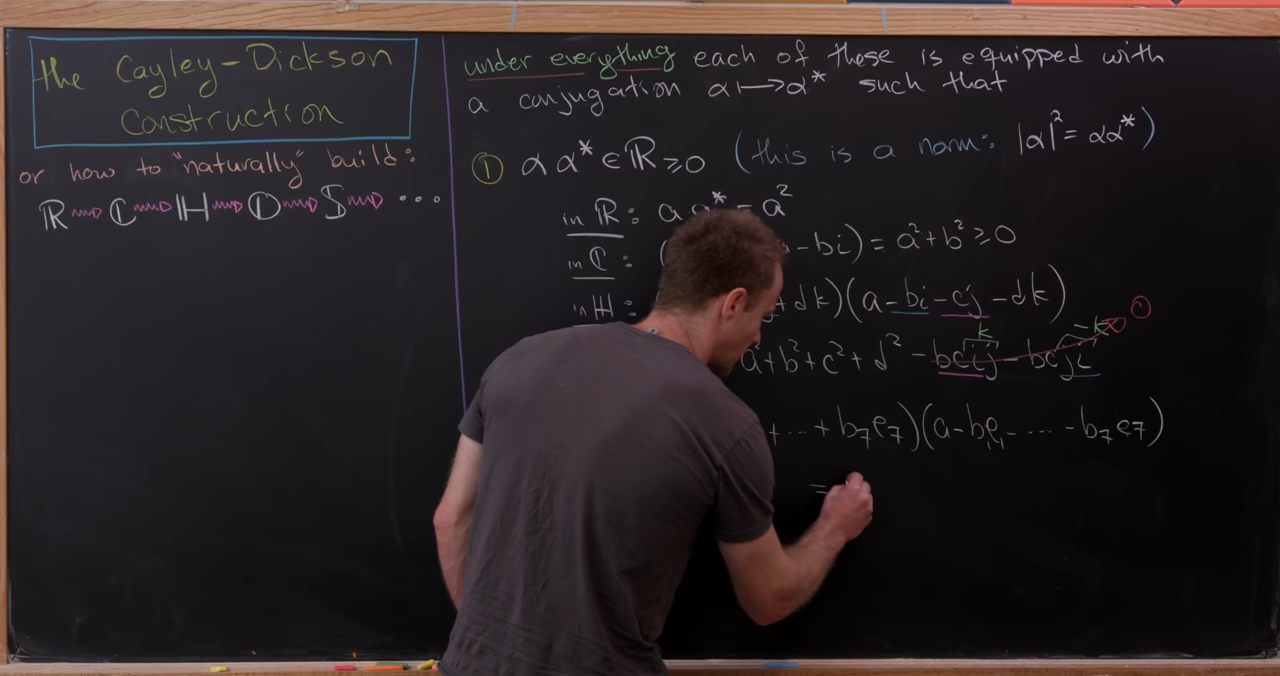 the Cayley-Dickson
Construction
or how to "naturally" build:
ℝ ⇝ ℂ ⇝ ℍ ⇝ 𝕆 ⇝ 𝕊 ⇝ ...
under everything each of these is equipped with
a conjugation α ↦ α* such that
① αα* ∈ ℝ≥0 (this is a norm: |α|² = αα*)
in ℝ: a a* = a²
in ℂ: ( - bi) = a² + b² ≥ 0
in ℍ: + dk)(a - bi - cj - dk)
a² + b² + c² + d² - bc ij - bc ji
k -k 0
+ ... + b₇e₇)(a - b₁e₁ - .... - b₇e₇)
=